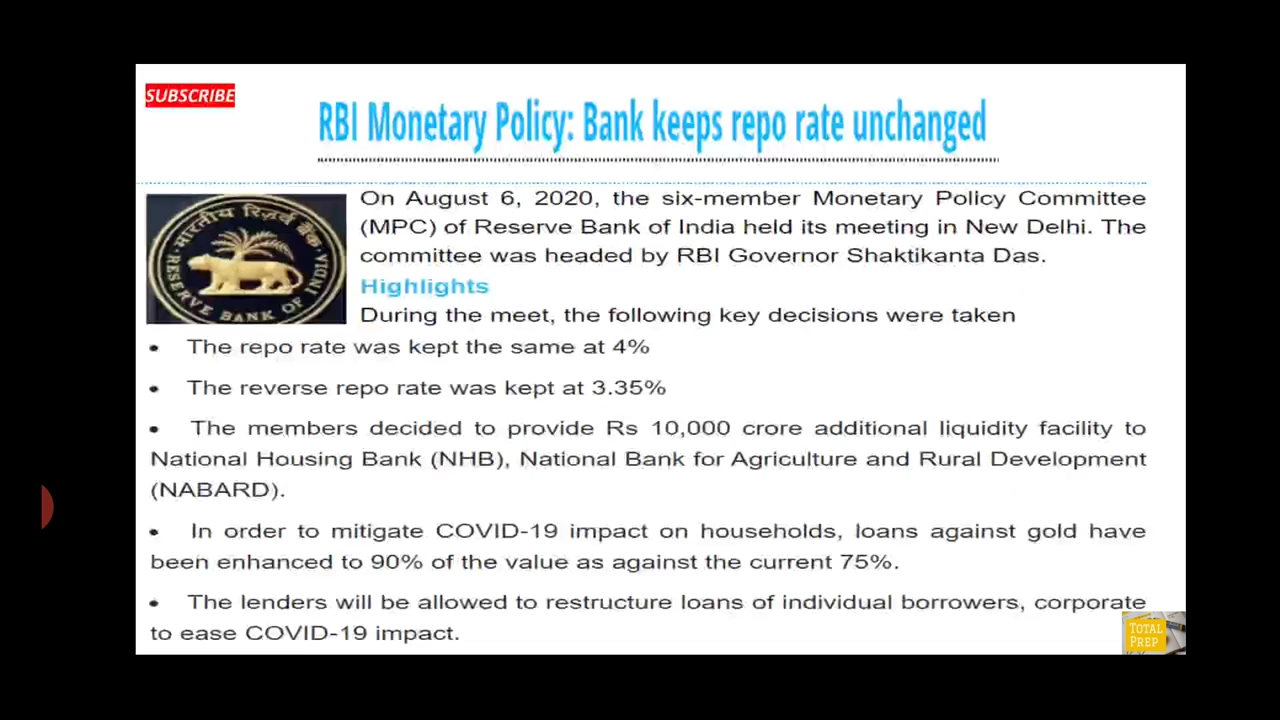 SUBSCRIBE
RBI Monetary Policy: Bank keeps repo rate unchanged
भारतीय रिज़र्व बैंक
RESERVE BANK OF INDIA
On August 6, 2020, the six-member Monetary Policy Committee
(MPC) of Reserve Bank of India held its meeting in New Delhi. The
committee was headed by RBI Governor Shaktikanta Das.
Highlights
During the meet, the following key decisions were taken
• The repo rate was kept the same at 4%
• The reverse repo rate was kept at 3.35%
• The members decided to provide Rs 10,000 crore additional liquidity facility to
National Housing Bank (NHB), National Bank for Agriculture and Rural Development
(NABARD).
• In order to mitigate COVID-19 impact on households, loans against gold have
been enhanced to 90% of the value as against the current 75%.
• The lenders will be allowed to restructure loans of individual borrowers, corporate
to ease COVID-19 impact.
TOTAL
PREP